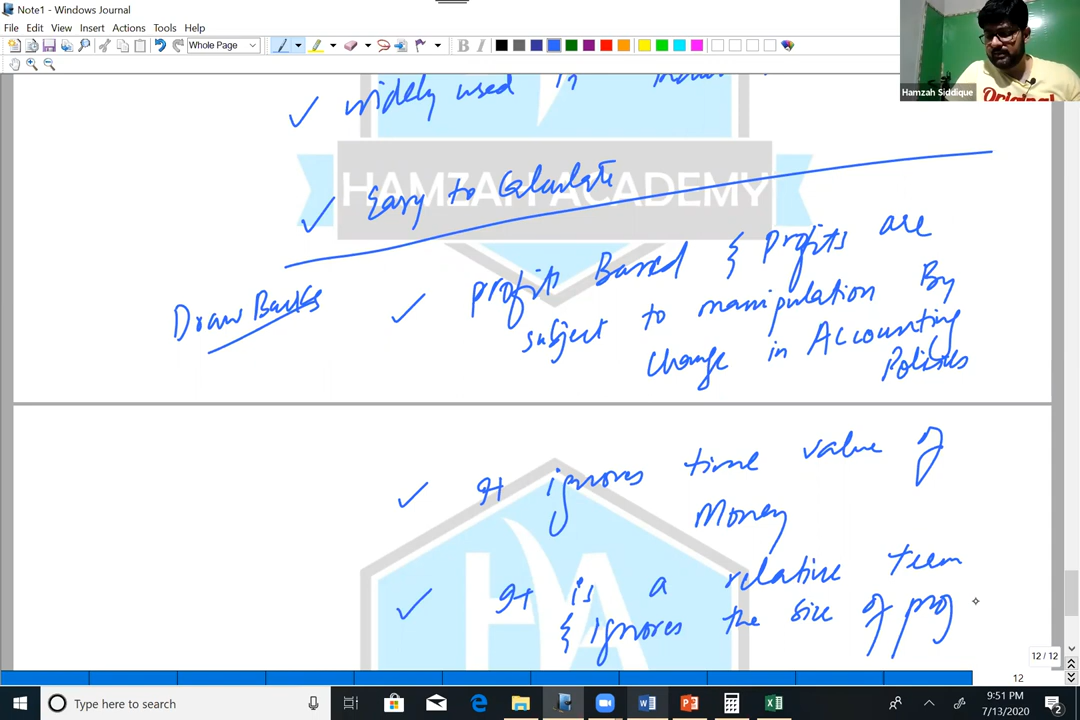 Note1 - Windows Journal
File Edit View Insert Actions Tools Help
Whole Page
B I
Hamzah Siddique
Original
✓ widely used in
HAMZAH ACADEMY
✓ Easy to Calculate
Draw Backs
✓ profits Based & profits are
subject to manipulation By
change in Accounting
Policies
✓ It ignores time value of
Money
HA
✓ It is a relative term
& ignores the size of proj
12 / 12
12
Type here to search
9:51 PM
7/13/2020
2